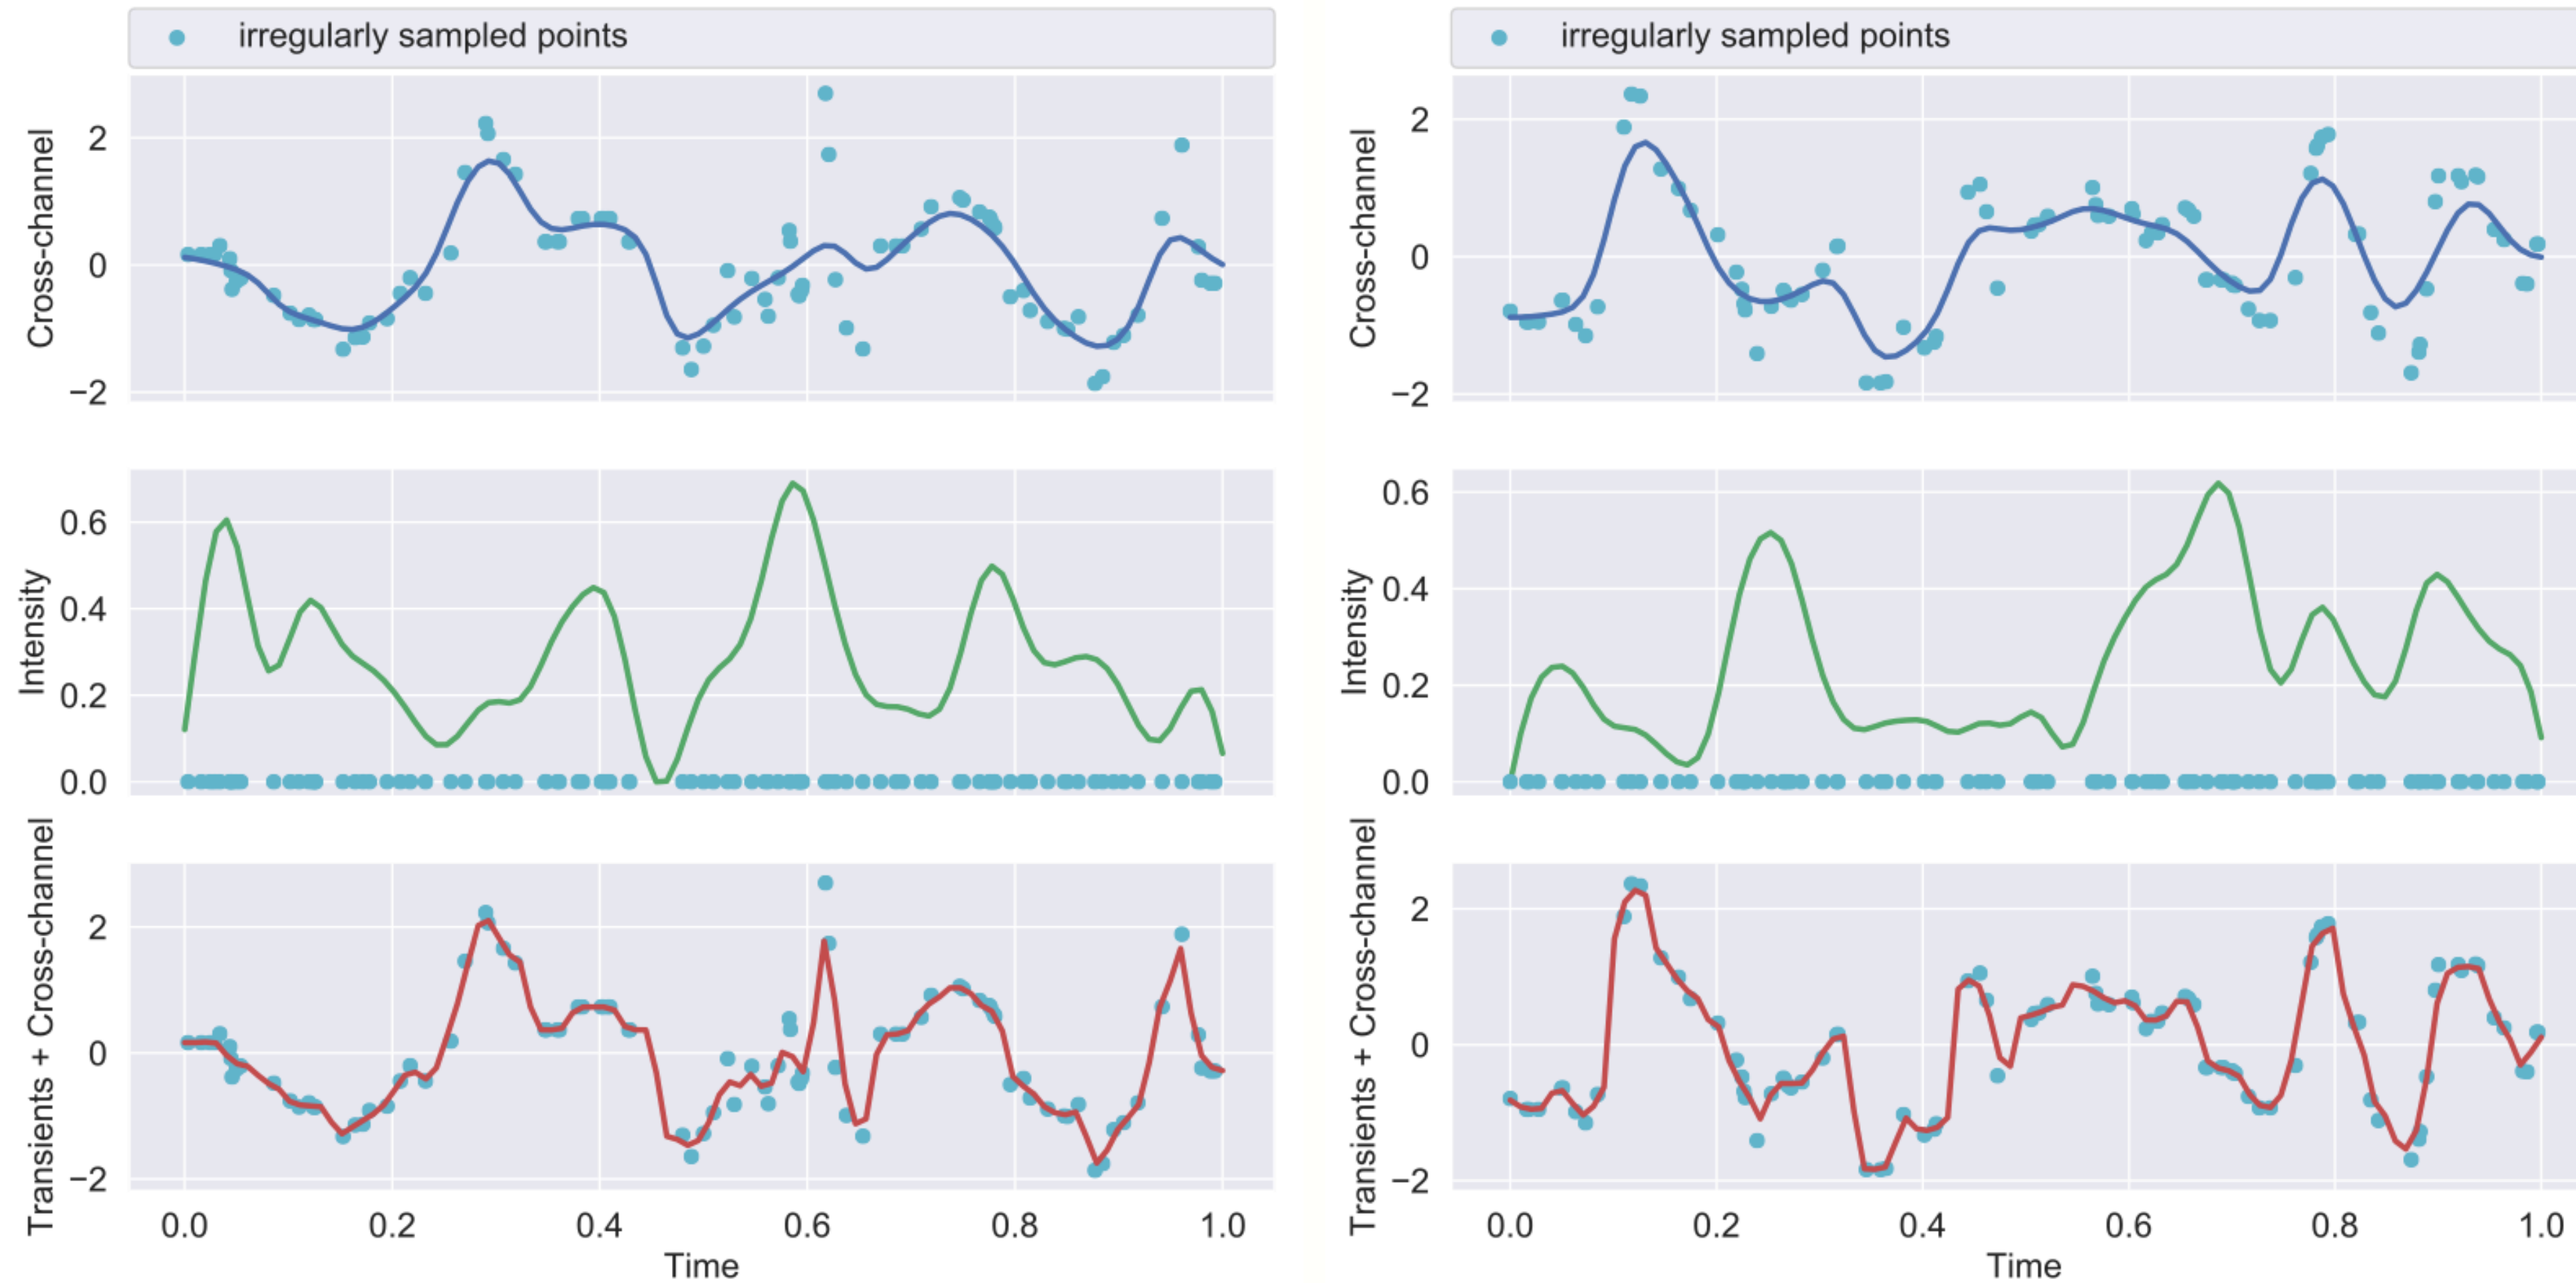 irregularly sampled points
Cross-channel
2
0
−2
Intensity
0.6
0.4
0.2
0.0
Transients + Cross-channel
2
0
−2
0.0 0.2 0.4 0.6 0.8 1.0
Time
irregularly sampled points
Cross-channel
2
0
−2
Intensity
0.6
0.4
0.2
0.0
Transients + Cross-channel
2
0
−2
0.0 0.2 0.4 0.6 0.8 1.0
Time